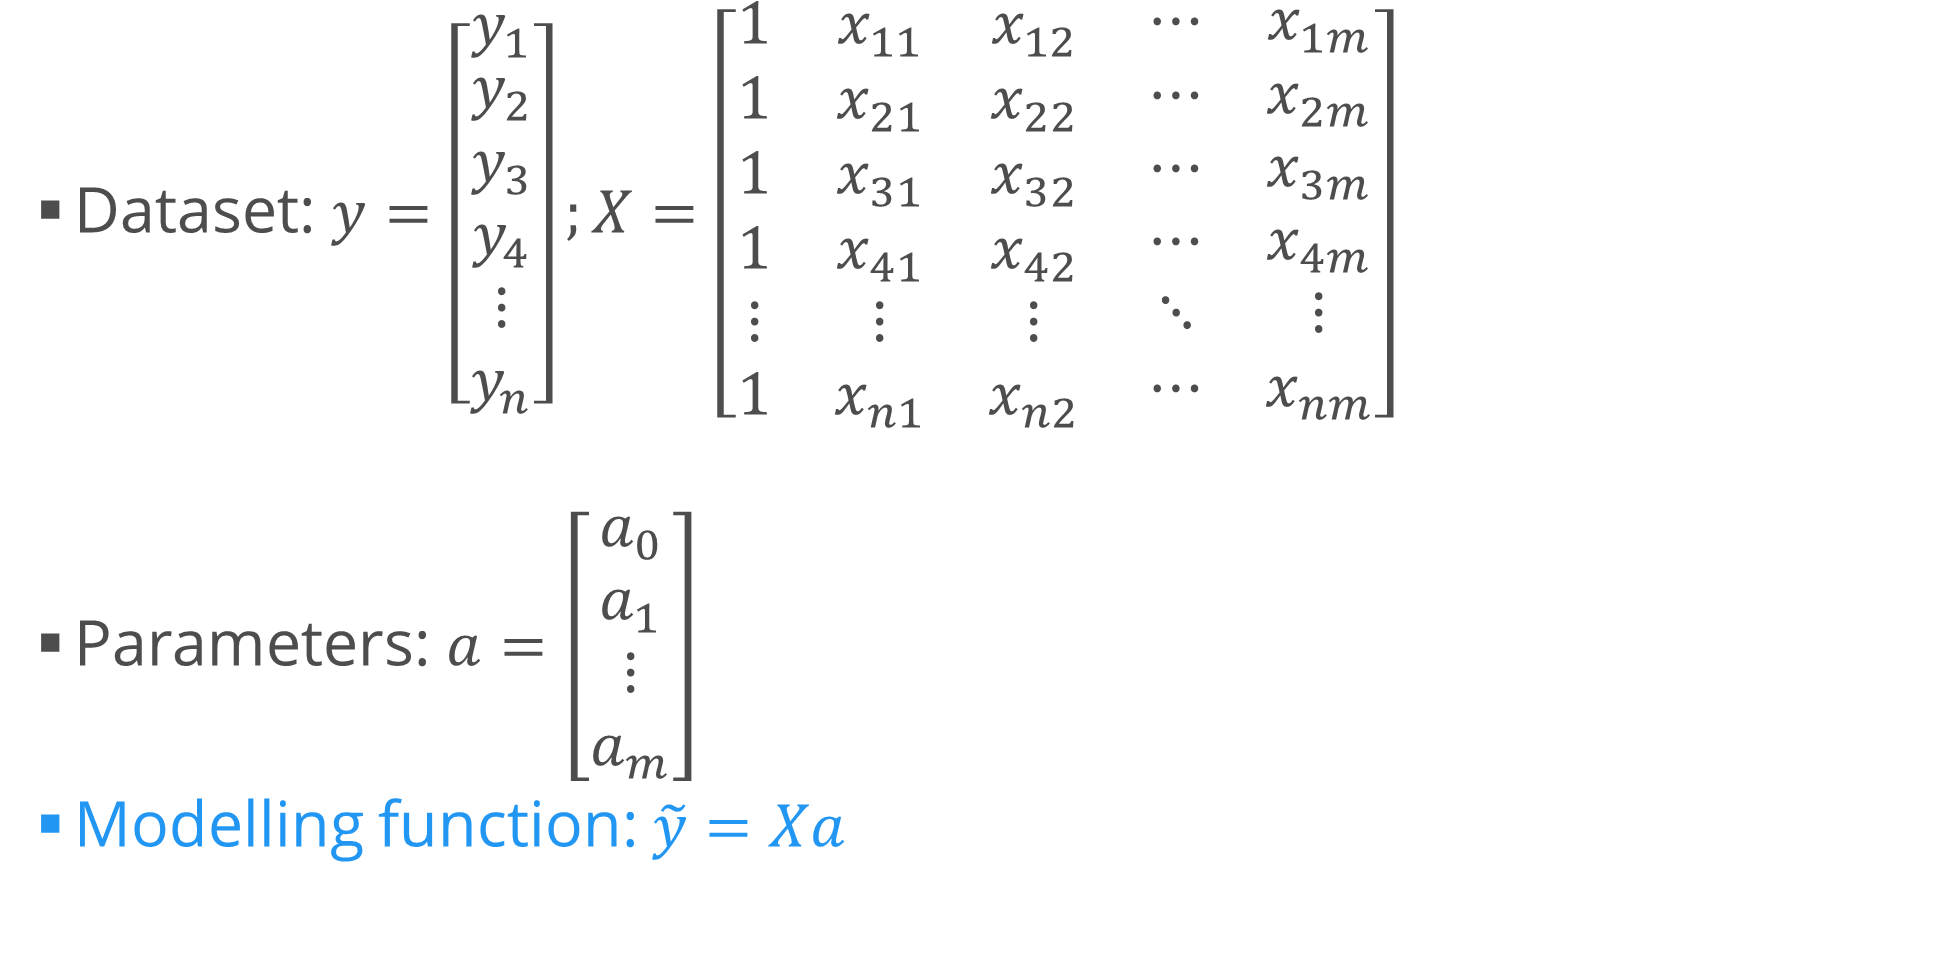 ▪ Dataset: y = [y₁ y₂ y₃ y₄ ⋮ yₙ] ; X = [1 x₁₁ x₁₂ ⋯ x₁ₘ
1 x₂₁ x₂₂ ⋯ x₂ₘ
1 x₃₁ x₃₂ ⋯ x₃ₘ
1 x₄₁ x₄₂ ⋯ x₄ₘ
⋮ ⋮ ⋮ ⋱ ⋮
1 xₙ₁ xₙ₂ ⋯ xₙₘ]
▪ Parameters: a = [a₀ a₁ ⋮ aₘ]
▪ Modelling function: ỹ = Xa